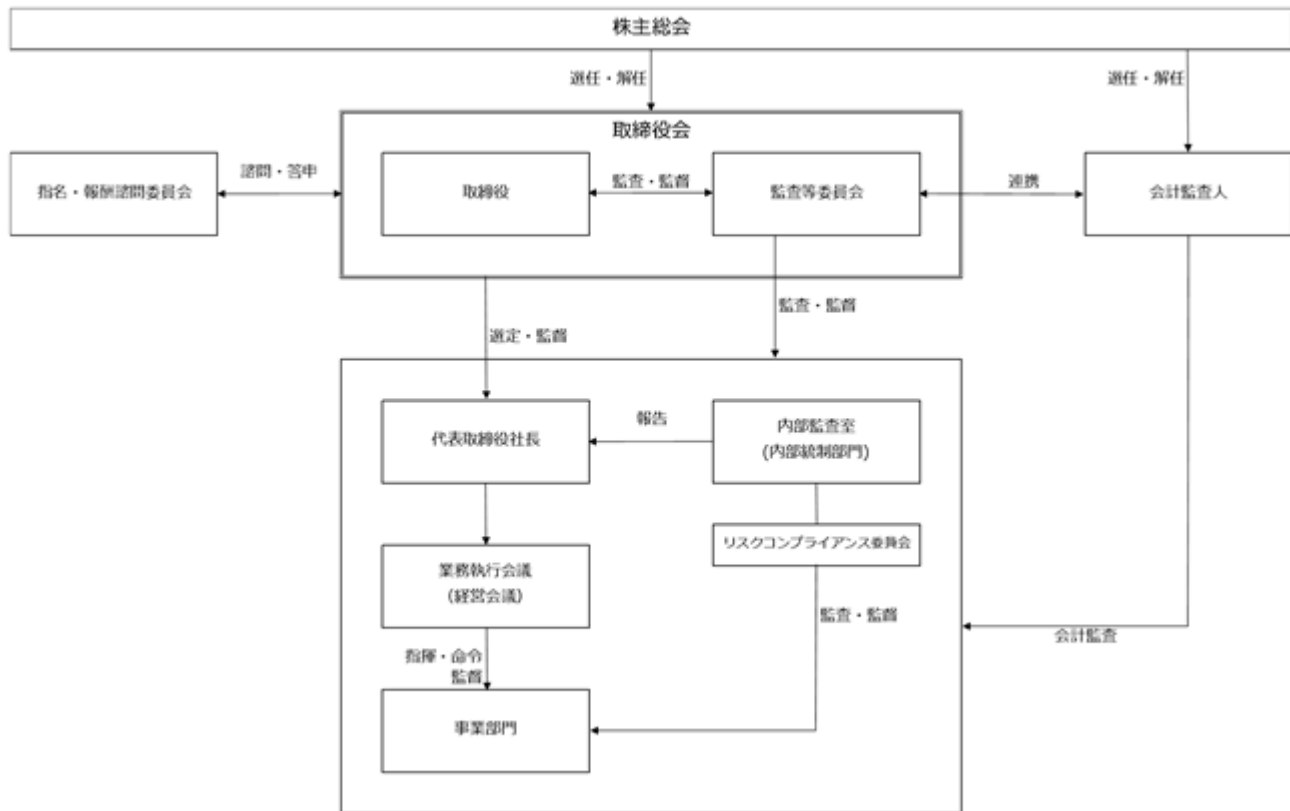 株主総会
選任・解任
選任・解任
取締役会
指名・報酬諮問委員会
諮問・答申
取締役
監査・監督
監査等委員会
連携
会計監査人
監査・監督
選定・監督
代表取締役社長
報告
内部監査室
(内部統制部門)
リスクコンプライアンス委員会
業務執行会議
(経営会議)
監査・監督
会計監査
指揮・命令
監督
事業部門